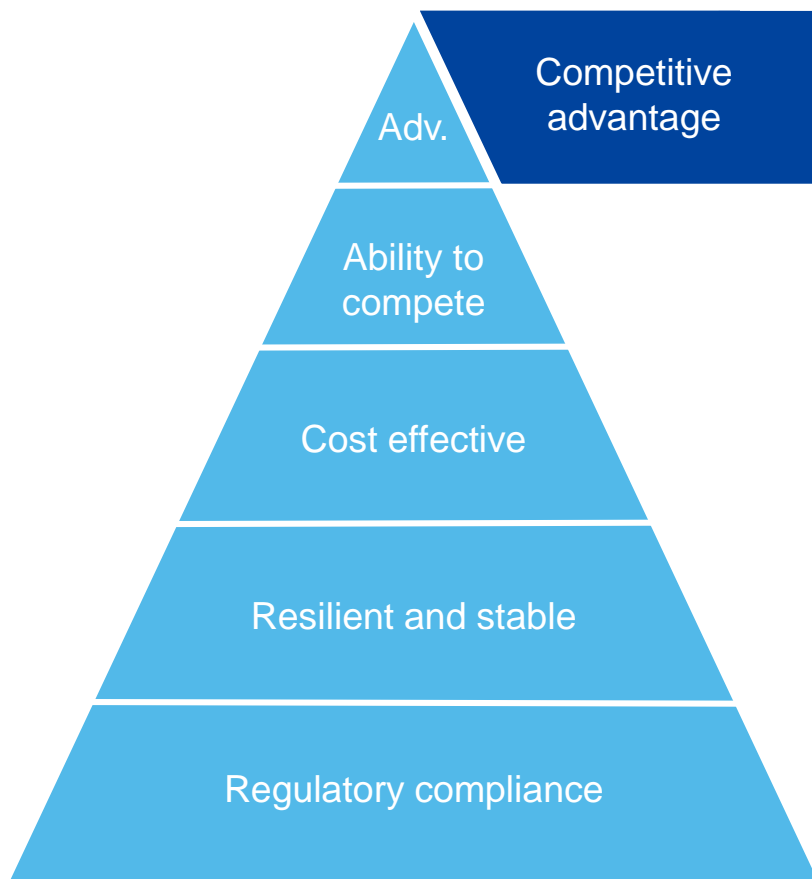 Competitive
advantage
Adv.
Ability to
compete
Cost effective
Resilient and stable
Regulatory compliance